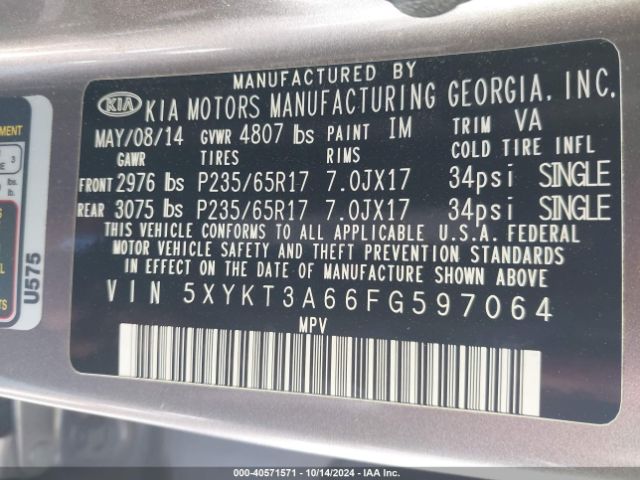 MANUFACTURED BY
KIA KIA MOTORS MANUFACTURING GEORGIA, INC.
MAY/08/14 GVWR 4807 lbs PAINT IM TRIM VA
GAWR TIRES RIMS COLD TIRE INFL
FRONT 2976 lbs P235/65R17 7.0JX17 34psi SINGLE
REAR 3075 lbs P235/65R17 7.0JX17 34psi SINGLE
THIS VEHICLE CONFORMS TO ALL APPLICABLE U.S.A. FEDERAL
MOTOR VEHICLE SAFETY AND THEFT PREVENTION STANDARDS
IN EFFECT ON THE DATE OF MANUFACTURE SHOWN ABOVE
VIN 5XYKT3A66FG597064
MPV
U575
3
000-40571571 | 10/14/2024 - IAA Inc.